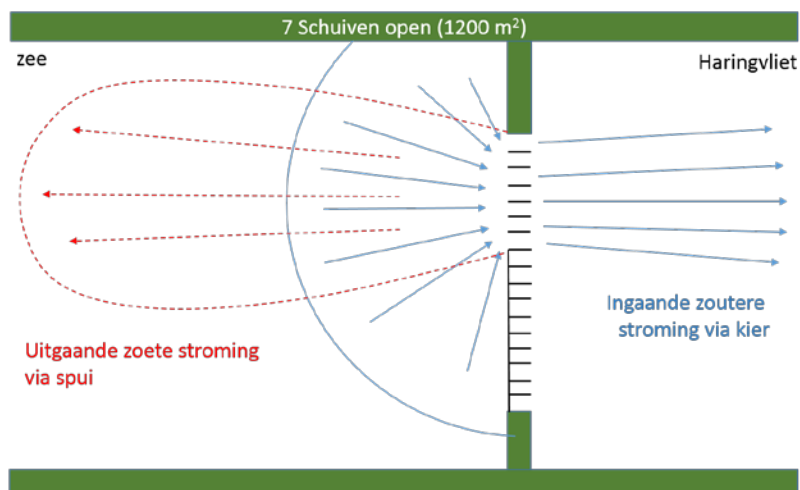 7 Schuiven open (1200 m²)
zee
Haringvliet
Ingaande zoutere
stroming via kier
Uitgaande zoete stroming
via spui